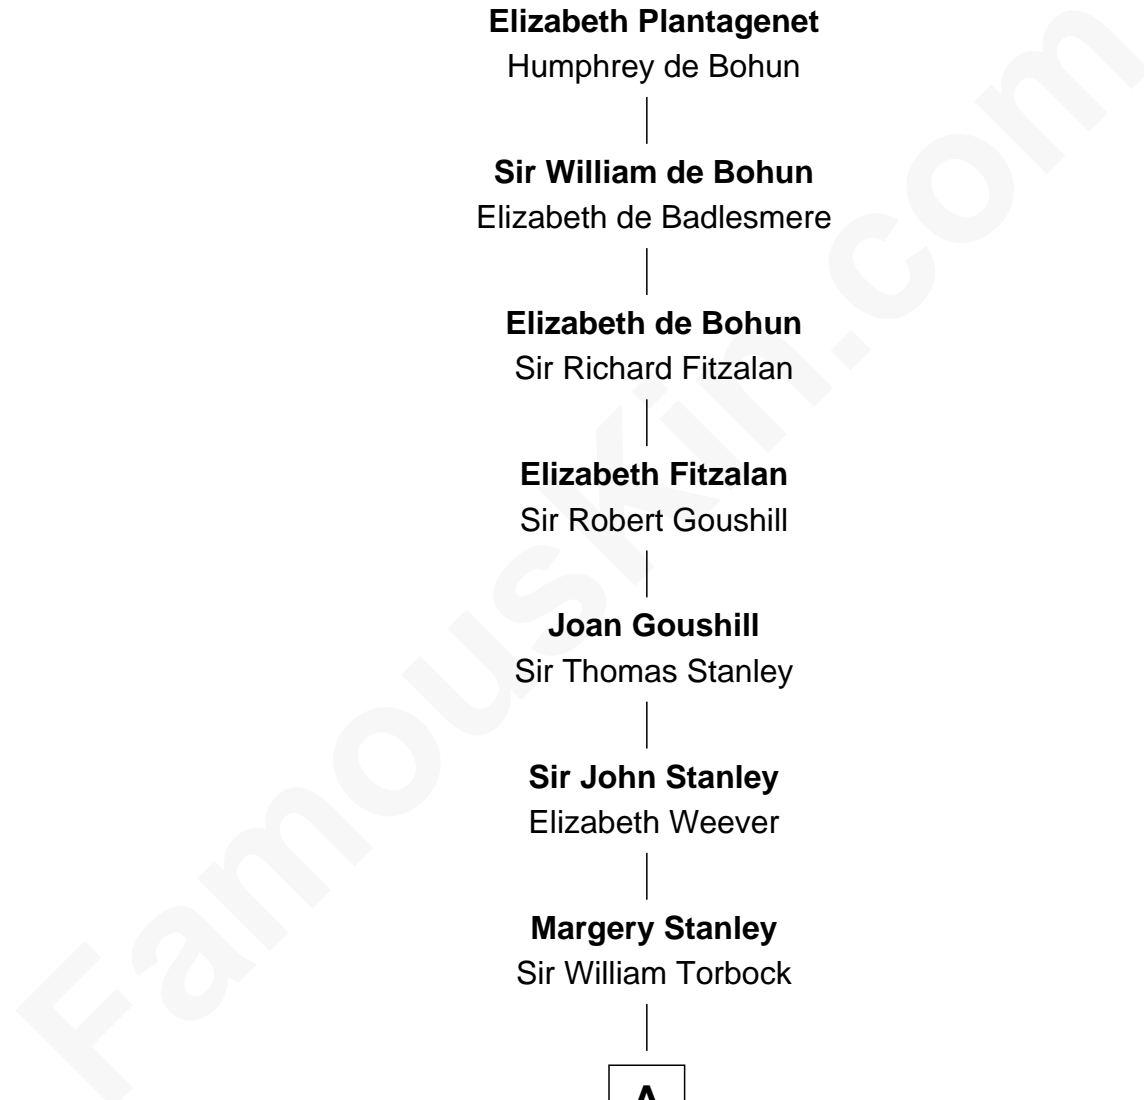 Elizabeth Plantagenet
Humphrey de Bohun
Sir William de Bohun
Elizabeth de Badlesmere
Elizabeth de Bohun
Sir Richard Fitzalan
Elizabeth Fitzalan
Sir Robert Goushill
Joan Goushill
Sir Thomas Stanley
Sir John Stanley
Elizabeth Weever
Margery Stanley
Sir William Torbock
A
FamousKin.com